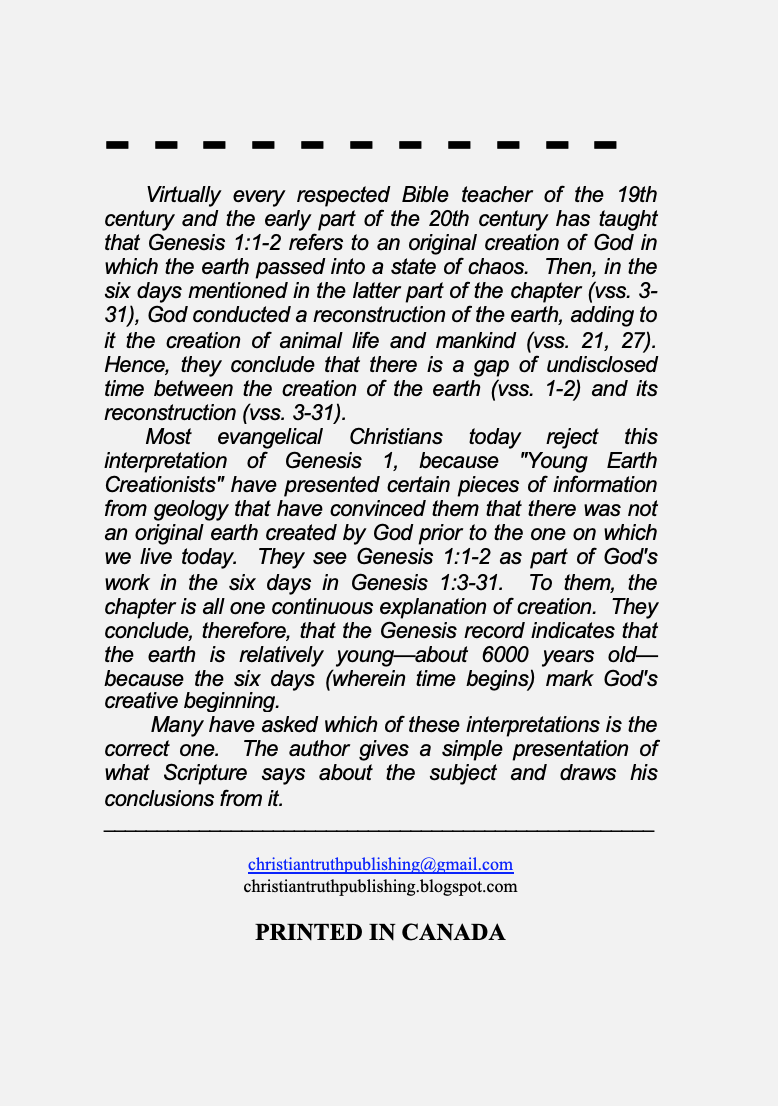 Virtually every respected Bible teacher of the 19th
century and the early part of the 20th century has taught
that Genesis 1:1-2 refers to an original creation of God in
which the earth passed into a state of chaos.  Then, in the
six days mentioned in the latter part of the chapter (vss. 3-
31), God conducted a reconstruction of the earth, adding to
it the creation of animal life and mankind (vss. 21, 27).
Hence, they conclude that there is a gap of undisclosed
time between the creation of the earth (vss. 1-2) and its
reconstruction (vss. 3-31).
Most evangelical Christians today reject this
interpretation of Genesis 1, because "Young Earth
Creationists" have presented certain pieces of information
from geology that have convinced them that there was not
an original earth created by God prior to the one on which
we live today.  They see Genesis 1:1-2 as part of God's
work in the six days in Genesis 1:3-31.  To them, the
chapter is all one continuous explanation of creation.  They
conclude, therefore, that the Genesis record indicates that
the earth is relatively young—about 6000 years old—
because the six days (wherein time begins) mark God's
creative beginning.
Many have asked which of these interpretations is the
correct one.  The author gives a simple presentation of
what Scripture says about the subject and draws his
conclusions from it.
christiantruthpublishing@gmail.com
christiantruthpublishing.blogspot.com
PRINTED IN CANADA